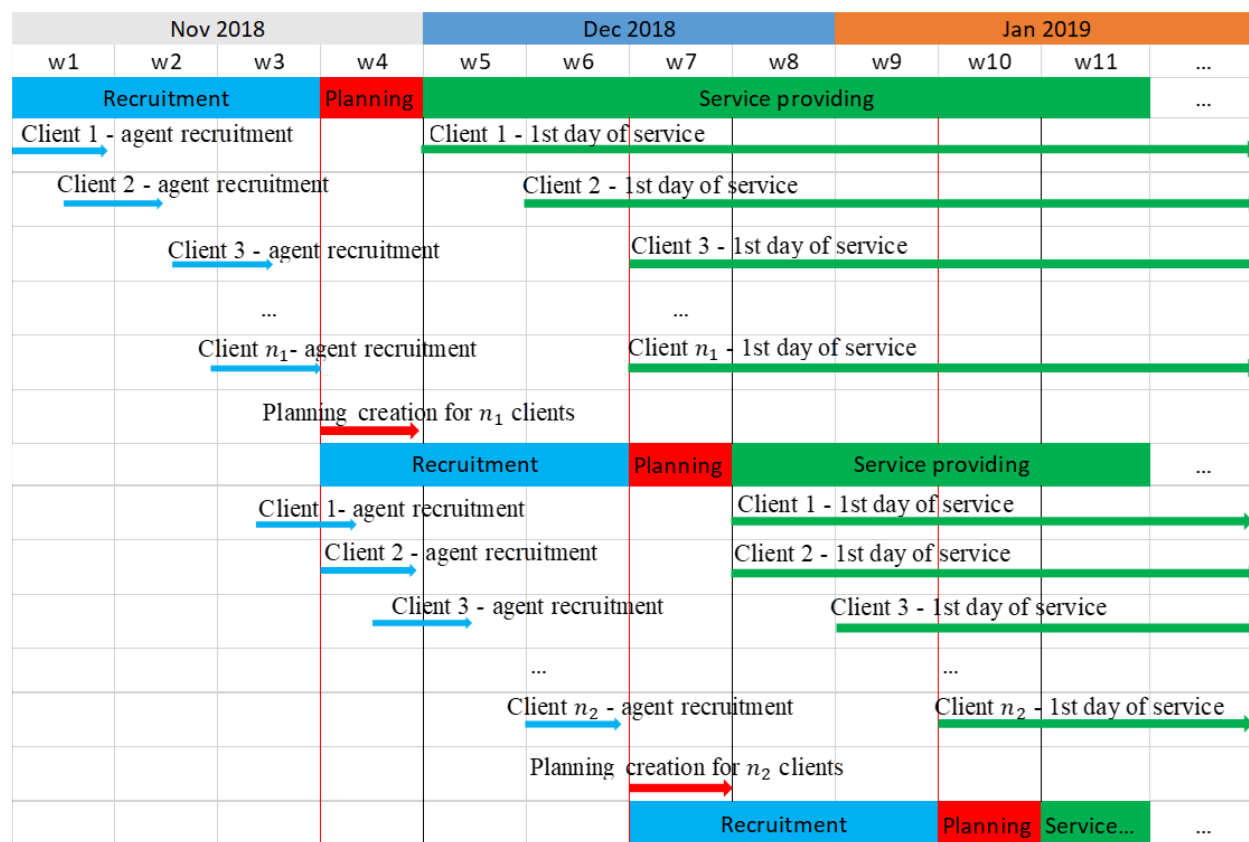 Nov 2018 Dec 2018 Jan 2019
w1 w2 w3 w4 w5 w6 w7 w8 w9 w10 w11 ...
Recruitment Planning Service providing ...
Client 1 - agent recruitment Client 1 - 1st day of service
Client 2 - agent recruitment Client 2 - 1st day of service
Client 3 - agent recruitment Client 3 - 1st day of service
... ...
Client n₁- agent recruitment Client n₁ - 1st day of service
Planning creation for n₁ clients
Recruitment Planning Service providing ...
Client 1- agent recruitment Client 1 - 1st day of service
Client 2 - agent recruitment Client 2 - 1st day of service
Client 3 - agent recruitment Client 3 - 1st day of service
... ...
Client n₂ - agent recruitment Client n₂ - 1st day of service
Planning creation for n₂ clients
Recruitment Planning Service... ...